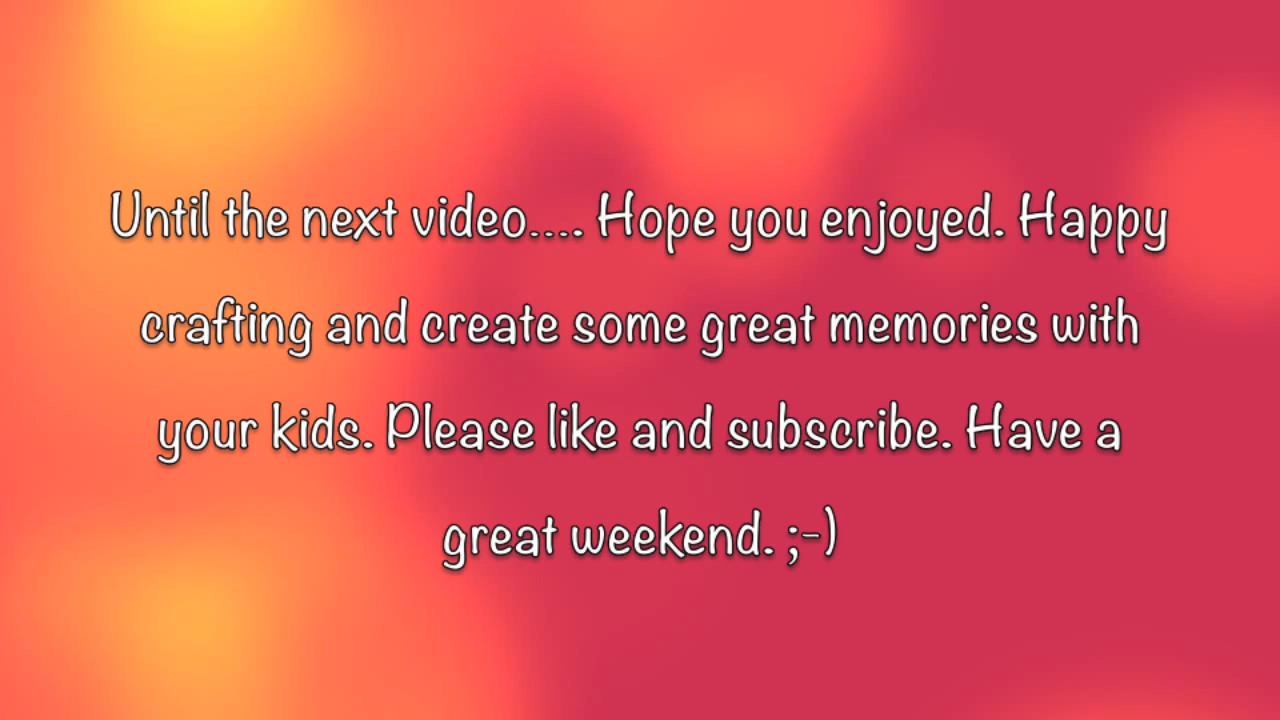 Until the next video.... Hope you enjoyed. Happy
crafting and create some great memories with
your kids. Please like and subscribe. Have a
great weekend. ;-)